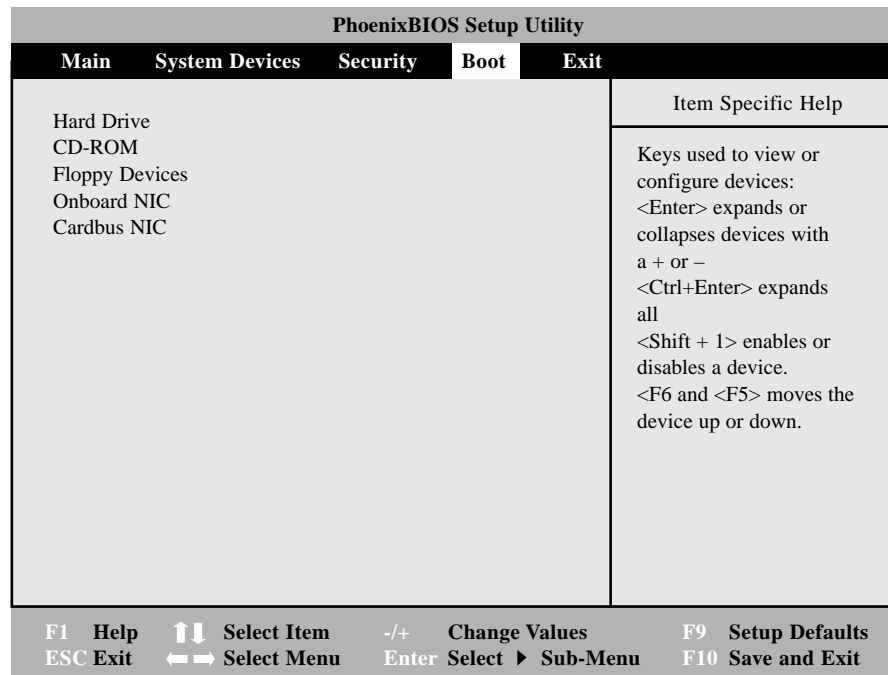 PhoenixBIOS Setup Utility
Main System Devices Security Boot Exit
Hard Drive
CD-ROM
Floppy Devices
Onboard NIC
Cardbus NIC
Item Specific Help
Keys used to view or
configure devices:
<Enter> expands or
collapses devices with
a + or –
<Ctrl+Enter> expands
all
<Shift + 1> enables or
disables a device.
<F6 and <F5> moves the
device up or down.
F1 Help Select Item -/+ Change Values F9 Setup Defaults
ESC Exit Select Menu Enter Select Sub-Menu F10 Save and Exit